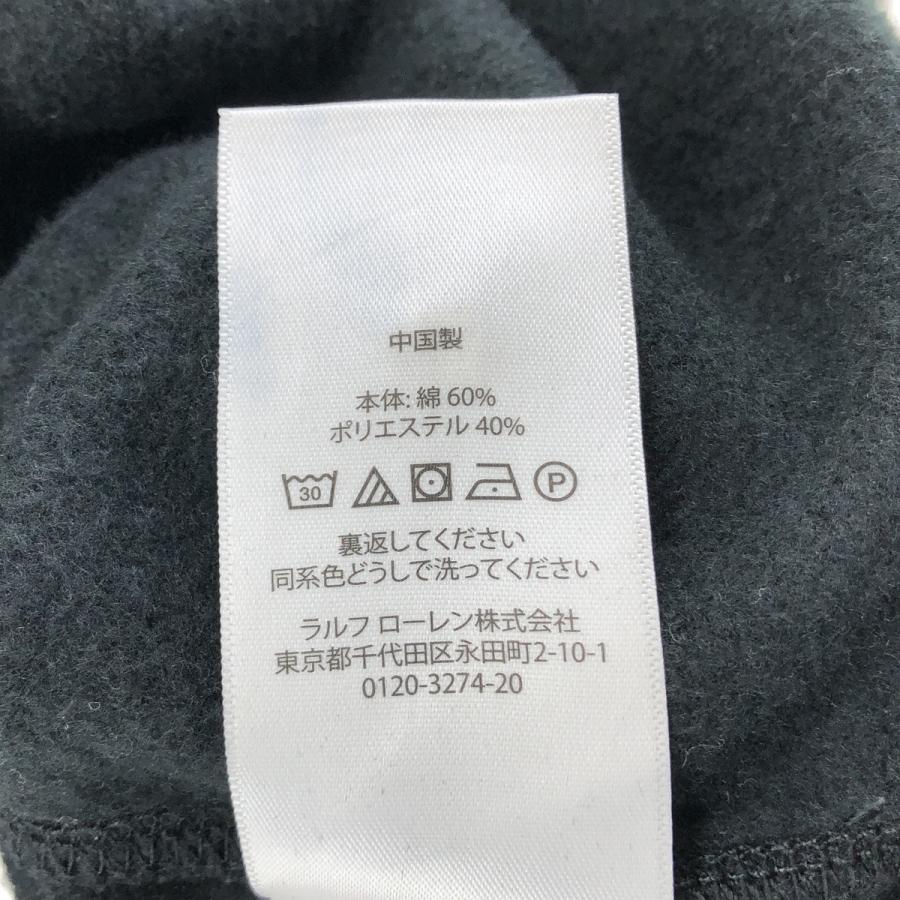 中国製
本体: 綿 60%
ポリエステル 40%
30 P
裏返してください
同系色どうしで洗ってください
ラルフ ローレン株式会社
東京都千代田区永田町2-10-1
0120-3274-20